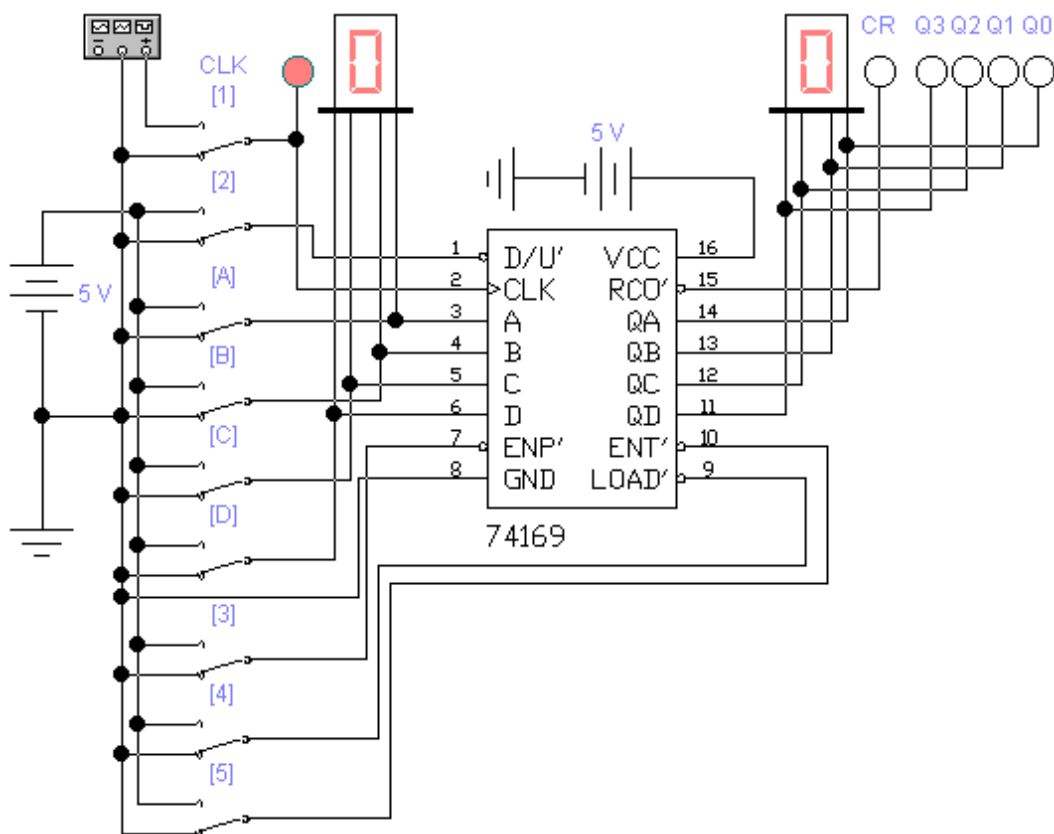 CR Q3 Q2 Q1 Q0
CLK
[1]
0
0
5 V
[2]
1 D/U' VCC 16
2 CLK RCO' 15
3 A QA 14
4 B QB 13
5 C QC 12
6 D QD 11
7 ENP' ENT' 10
8 GND LOAD' 9
74169
[A]
5 V
[B]
[C]
[D]
[3]
[4]
[5]
− +